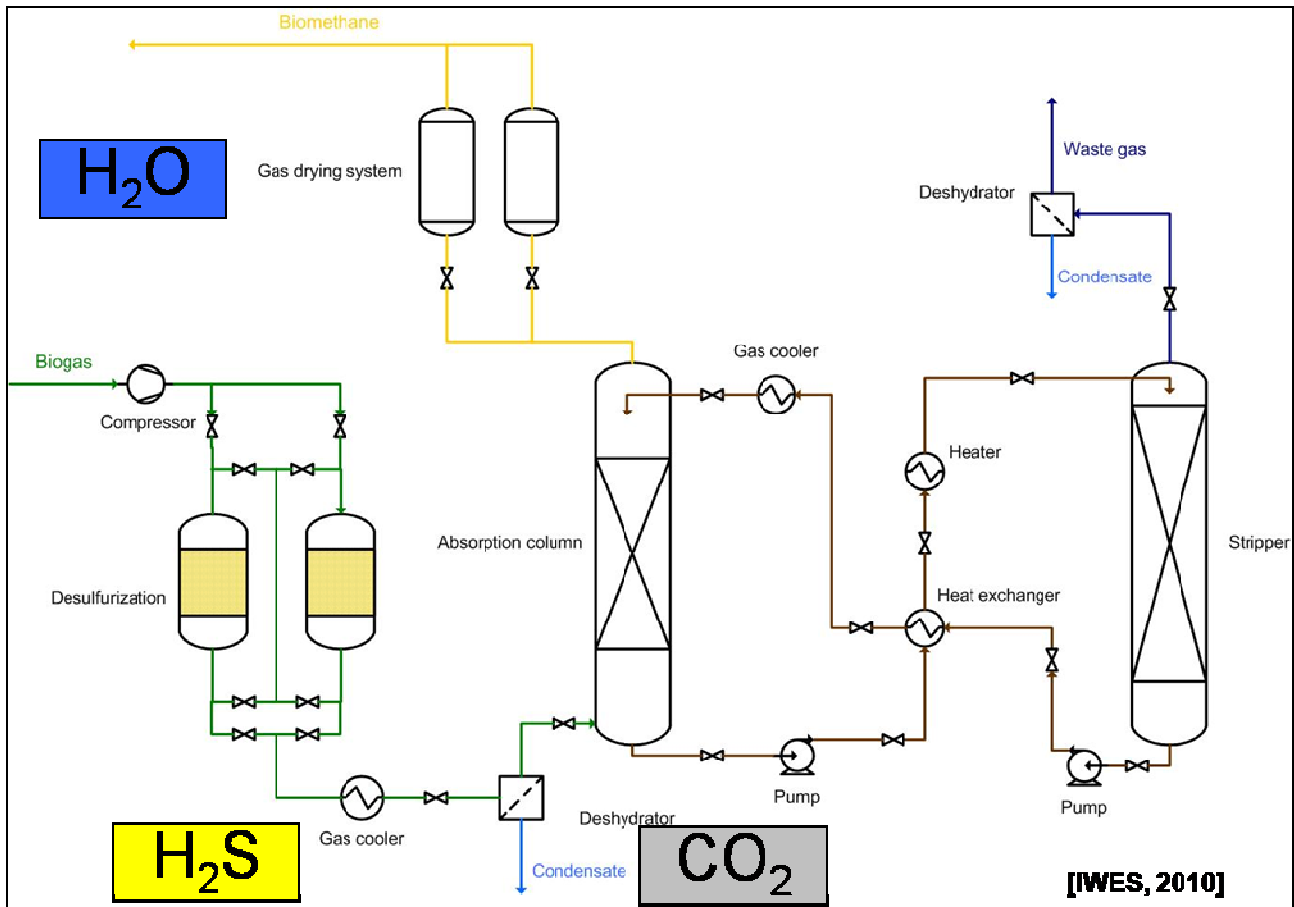 Biomethane
H₂O
Gas drying system
Waste gas
Deshydrator
Condensate
Biogas
Compressor
Gas cooler
Heater
Absorption column
Stripper
Desulfurization
Heat exchanger
Gas cooler
Deshydrator
Pump
Pump
Condensate
H₂S
CO₂
[IWES, 2010]